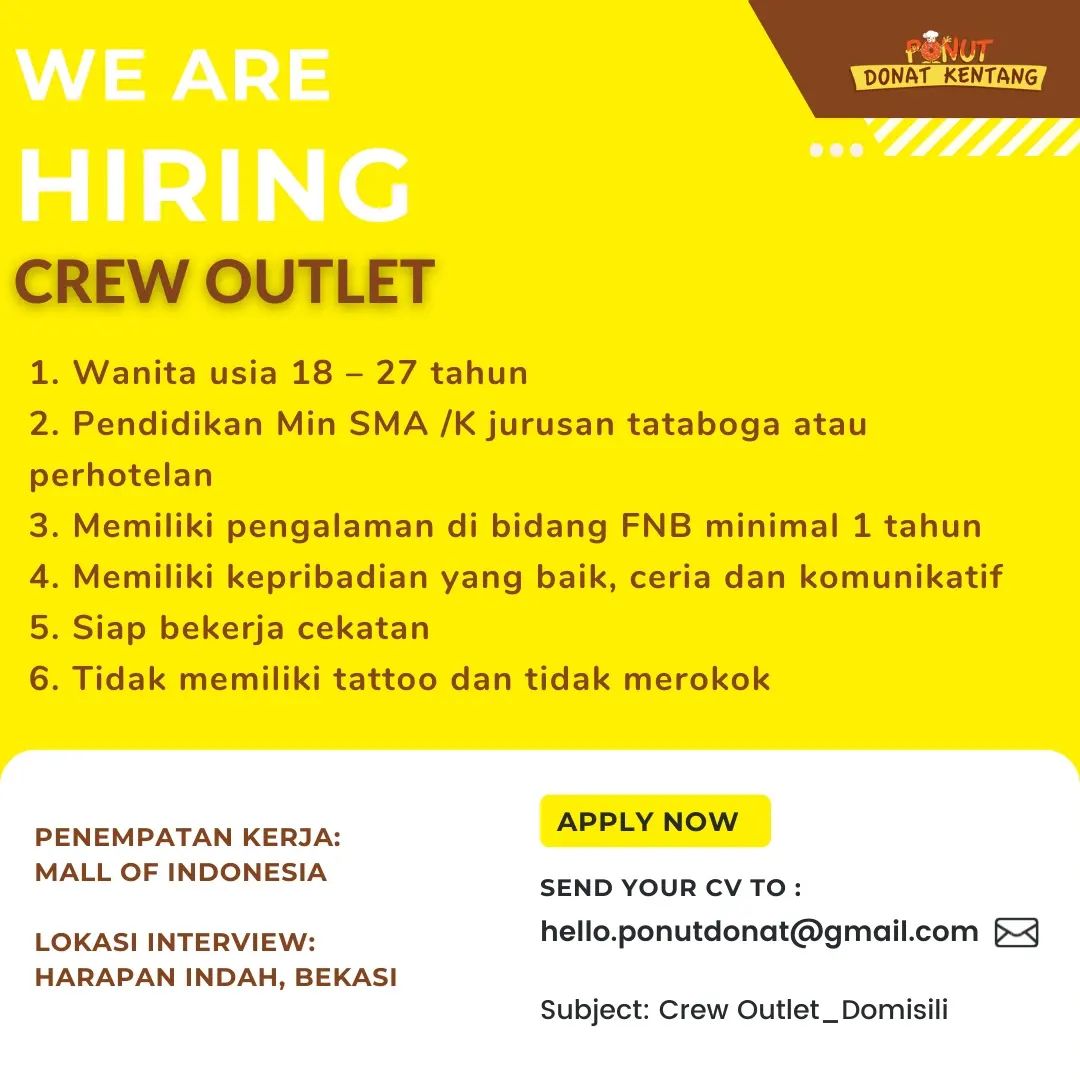 PONUT
DONAT KENTANG
WE ARE
HIRING
CREW OUTLET
1. Wanita usia 18 – 27 tahun
2. Pendidikan Min SMA /K jurusan tataboga atau
perhotelan
3. Memiliki pengalaman di bidang FNB minimal 1 tahun
4. Memiliki kepribadian yang baik, ceria dan komunikatif
5. Siap bekerja cekatan
6. Tidak memiliki tattoo dan tidak merokok
PENEMPATAN KERJA:
MALL OF INDONESIA
LOKASI INTERVIEW:
HARAPAN INDAH, BEKASI
APPLY NOW
SEND YOUR CV TO :
hello.ponutdonat@gmail.com
Subject: Crew Outlet_Domisili